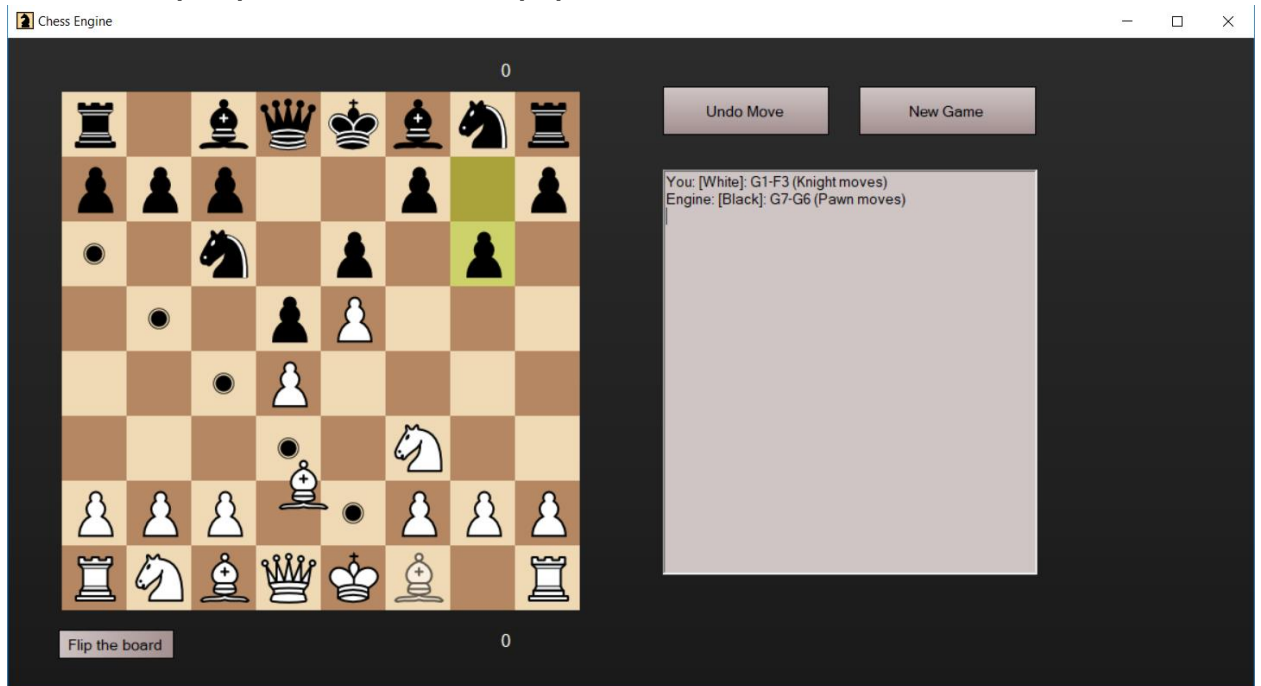 Chess Engine
0
Undo Move
New Game
You: [White]: G1-F3 (Knight moves)
Engine: [Black]: G7-G6 (Pawn moves)
Flip the board
0